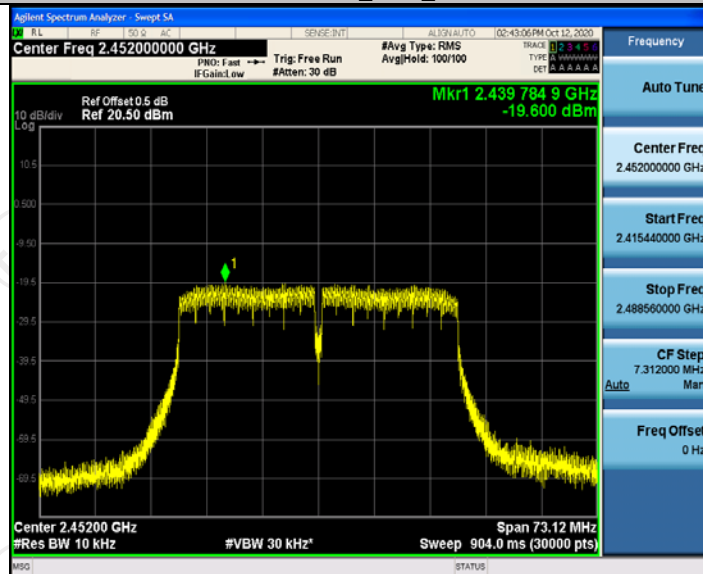 Agilent Spectrum Analyzer - Swept SA
RL RF 50 Ω AC SENSE:INT ALIGN AUTO 02:43:06 PM Oct 12, 2020
Center Freq 2.452000000 GHz
PNO: Fast
IFGain:Low
Trig: Free Run
#Atten: 30 dB
#Avg Type: RMS
Avg|Hold: 100/100
TRACE 1 2 3 4 5 6
TYPE A WWWWW
DET A A A A A A
Ref Offset 0.5 dB
10 dB/div Ref 20.50 dBm
Log
Mkr1 2.439 784 9 GHz
-19.600 dBm
10.5
0.500
-9.50
-19.5
-29.5
-39.5
-49.5
-59.5
-69.5
1
Center 2.45200 GHz
Span 73.12 MHz
#Res BW 10 kHz
#VBW 30 kHz*
Sweep 904.0 ms (30000 pts)
MSG
STATUS
Frequency
Auto Tune
Center Freq
2.452000000 GHz
Start Freq
2.415440000 GHz
Stop Freq
2.488560000 GHz
CF Step
7.312000 MHz
Auto Man
Freq Offset
0 Hz